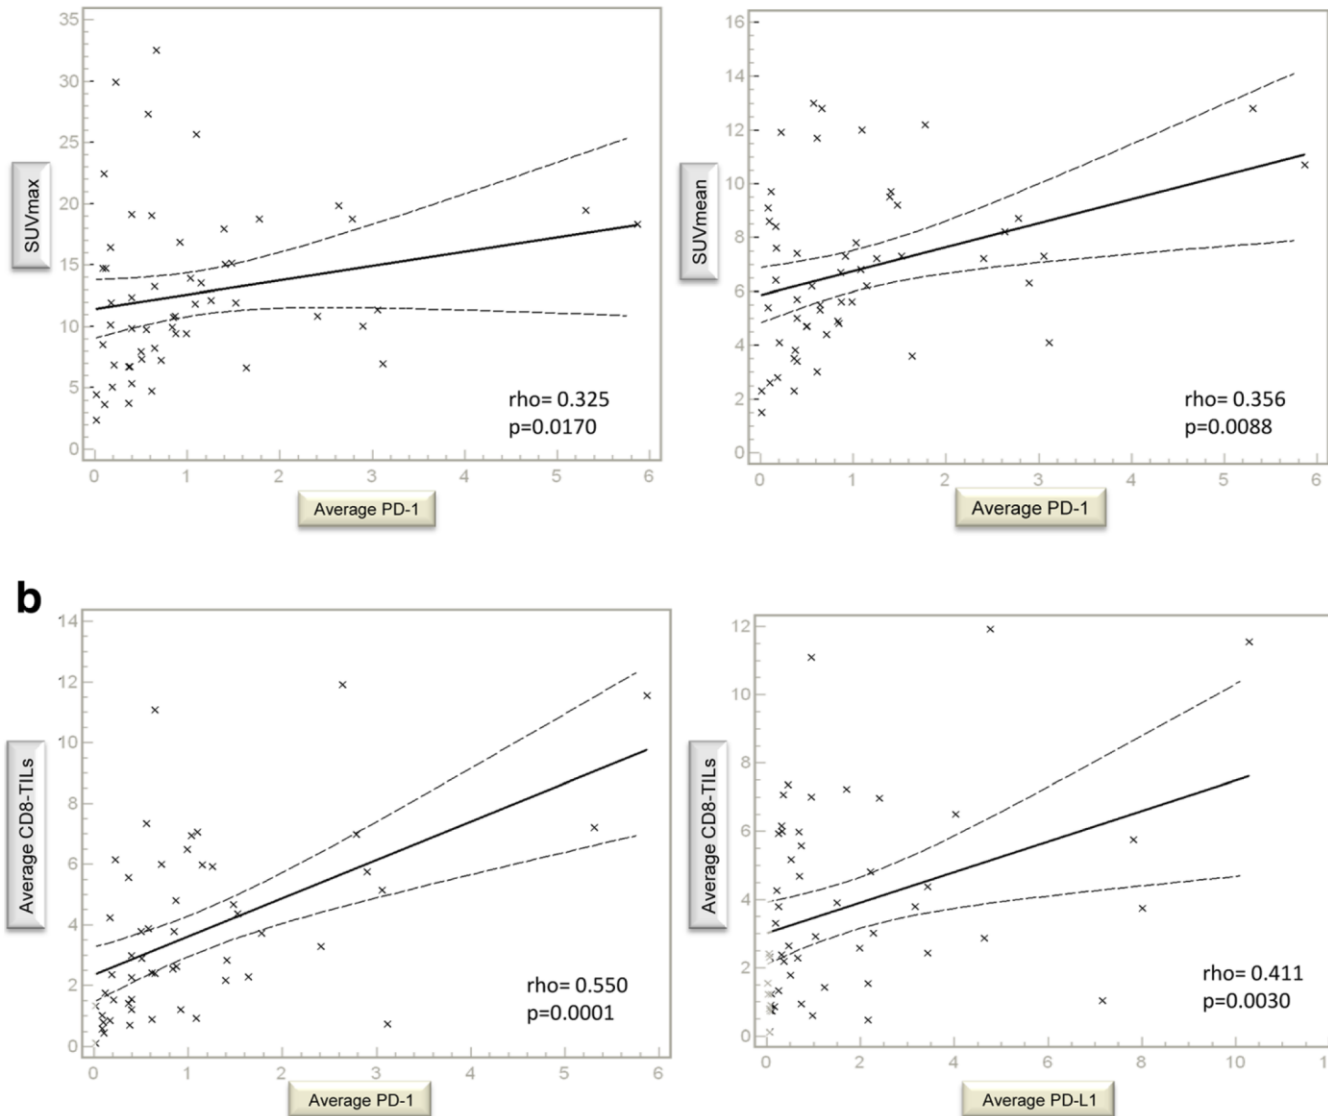 35
30
25
20
15
10
5
0
SUVmax
0 1 2 3 4 5 6
Average PD-1
rho= 0.325
p=0.0170
16
14
12
10
8
6
4
2
0
SUVmean
0 1 2 3 4 5 6
Average PD-1
rho= 0.356
p=0.0088
b
14
12
10
8
6
4
2
0
Average CD8-TILs
0 1 2 3 4 5 6
Average PD-1
rho= 0.550
p=0.0001
12
10
8
6
4
2
0
Average CD8-TILs
0 2 4 6 8 10
Average PD-L1
rho= 0.411
p=0.0030